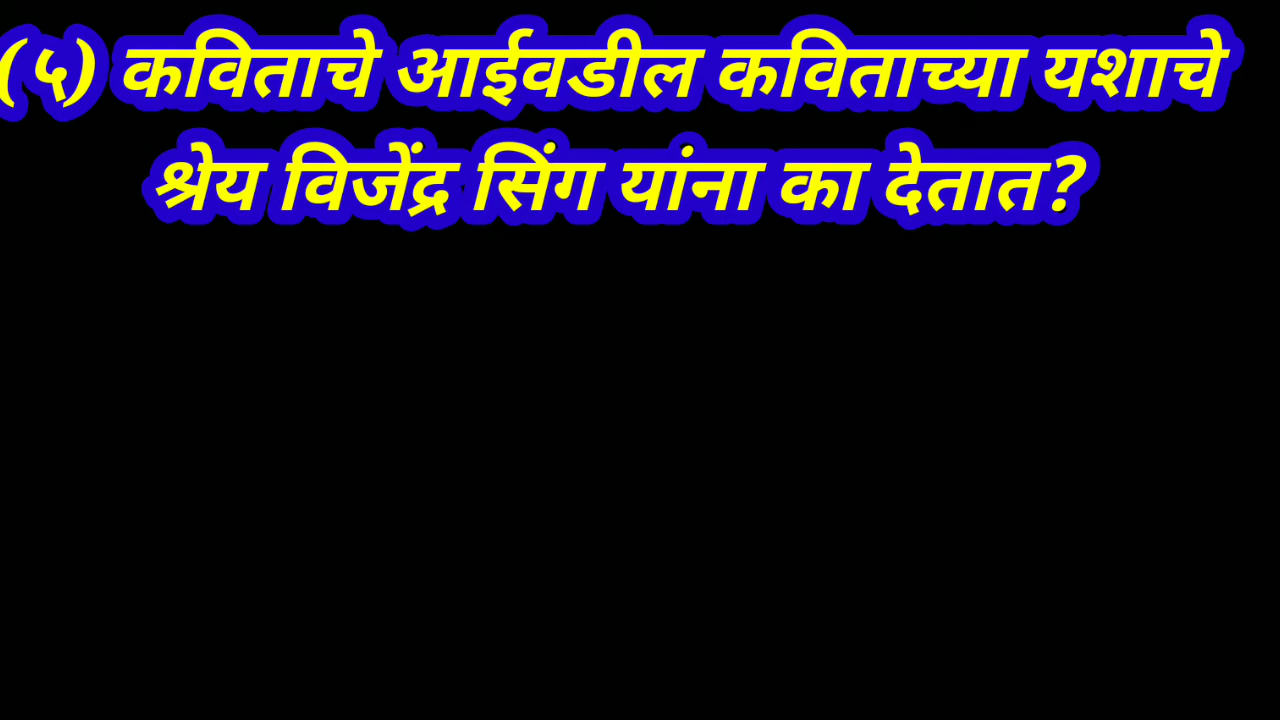 (५) कविताचे आईवडील कविताच्या यशाचे
श्रेय विजेंद्र सिंग यांना का देतात?